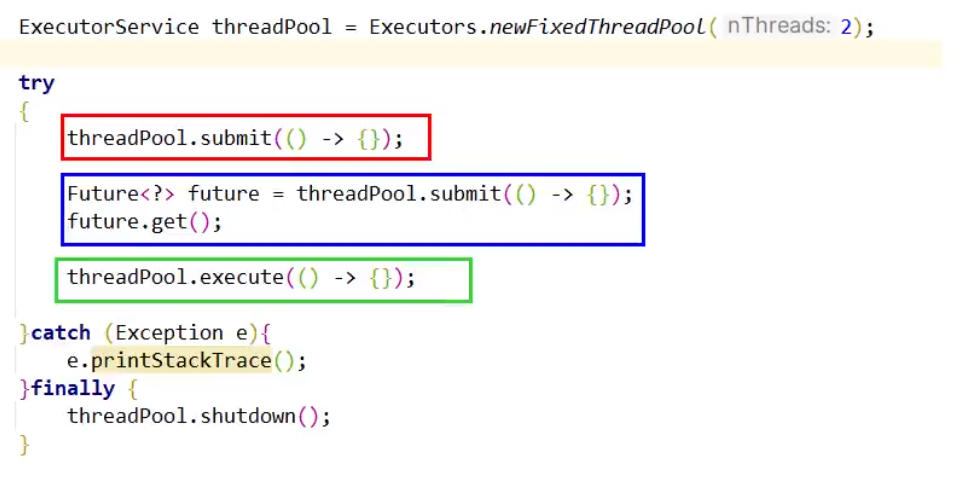 ExecutorService threadPool = Executors.newFixedThreadPool( nThreads: 2);
try
{
threadPool.submit(() -> {});
Future<?> future = threadPool.submit(() -> {});
future.get();
threadPool.execute(() -> {});
}catch (Exception e){
e.printStackTrace();
}finally {
threadPool.shutdown();
}